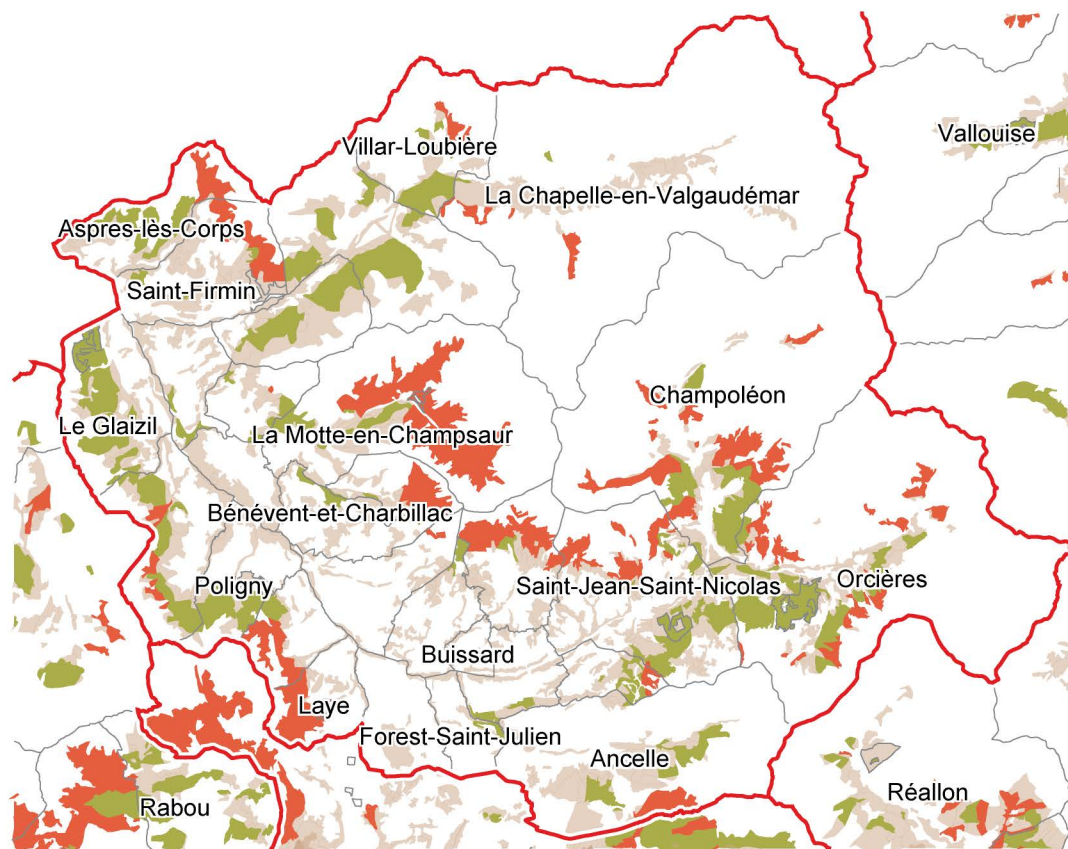 Vallouise
Villar-Loubière
La Chapelle-en-Valgaudémar
Aspres-lès-Corps
Saint-Firmin
Champoléon
Le Glaizil
La Motte-en-Champsaur
Bénévent-et-Charbillac
Poligny
Saint-Jean-Saint-Nicolas
Orcières
Buissard
Laye
Forest-Saint-Julien
Ancelle
Réallon
Rabou